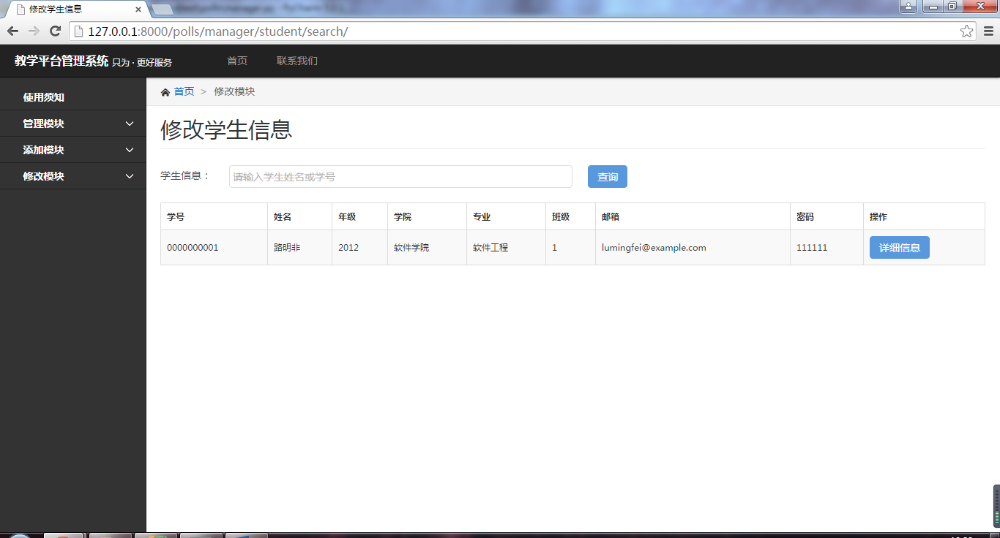 修改学生信息
127.0.0.1:8000/polls/manager/student/search/
教学平台管理系统 只为 · 更好服务 首页 联系我们
使用须知
管理模块
添加模块
修改模块
首页 > 修改模块
修改学生信息
学生信息： 请输入学生姓名或学号 查询
学号 姓名 年级 学院 专业 班级 邮箱 密码 操作
0000000001 路明非 2012 软件学院 软件工程 1 lumingfei@example.com 111111 详细信息